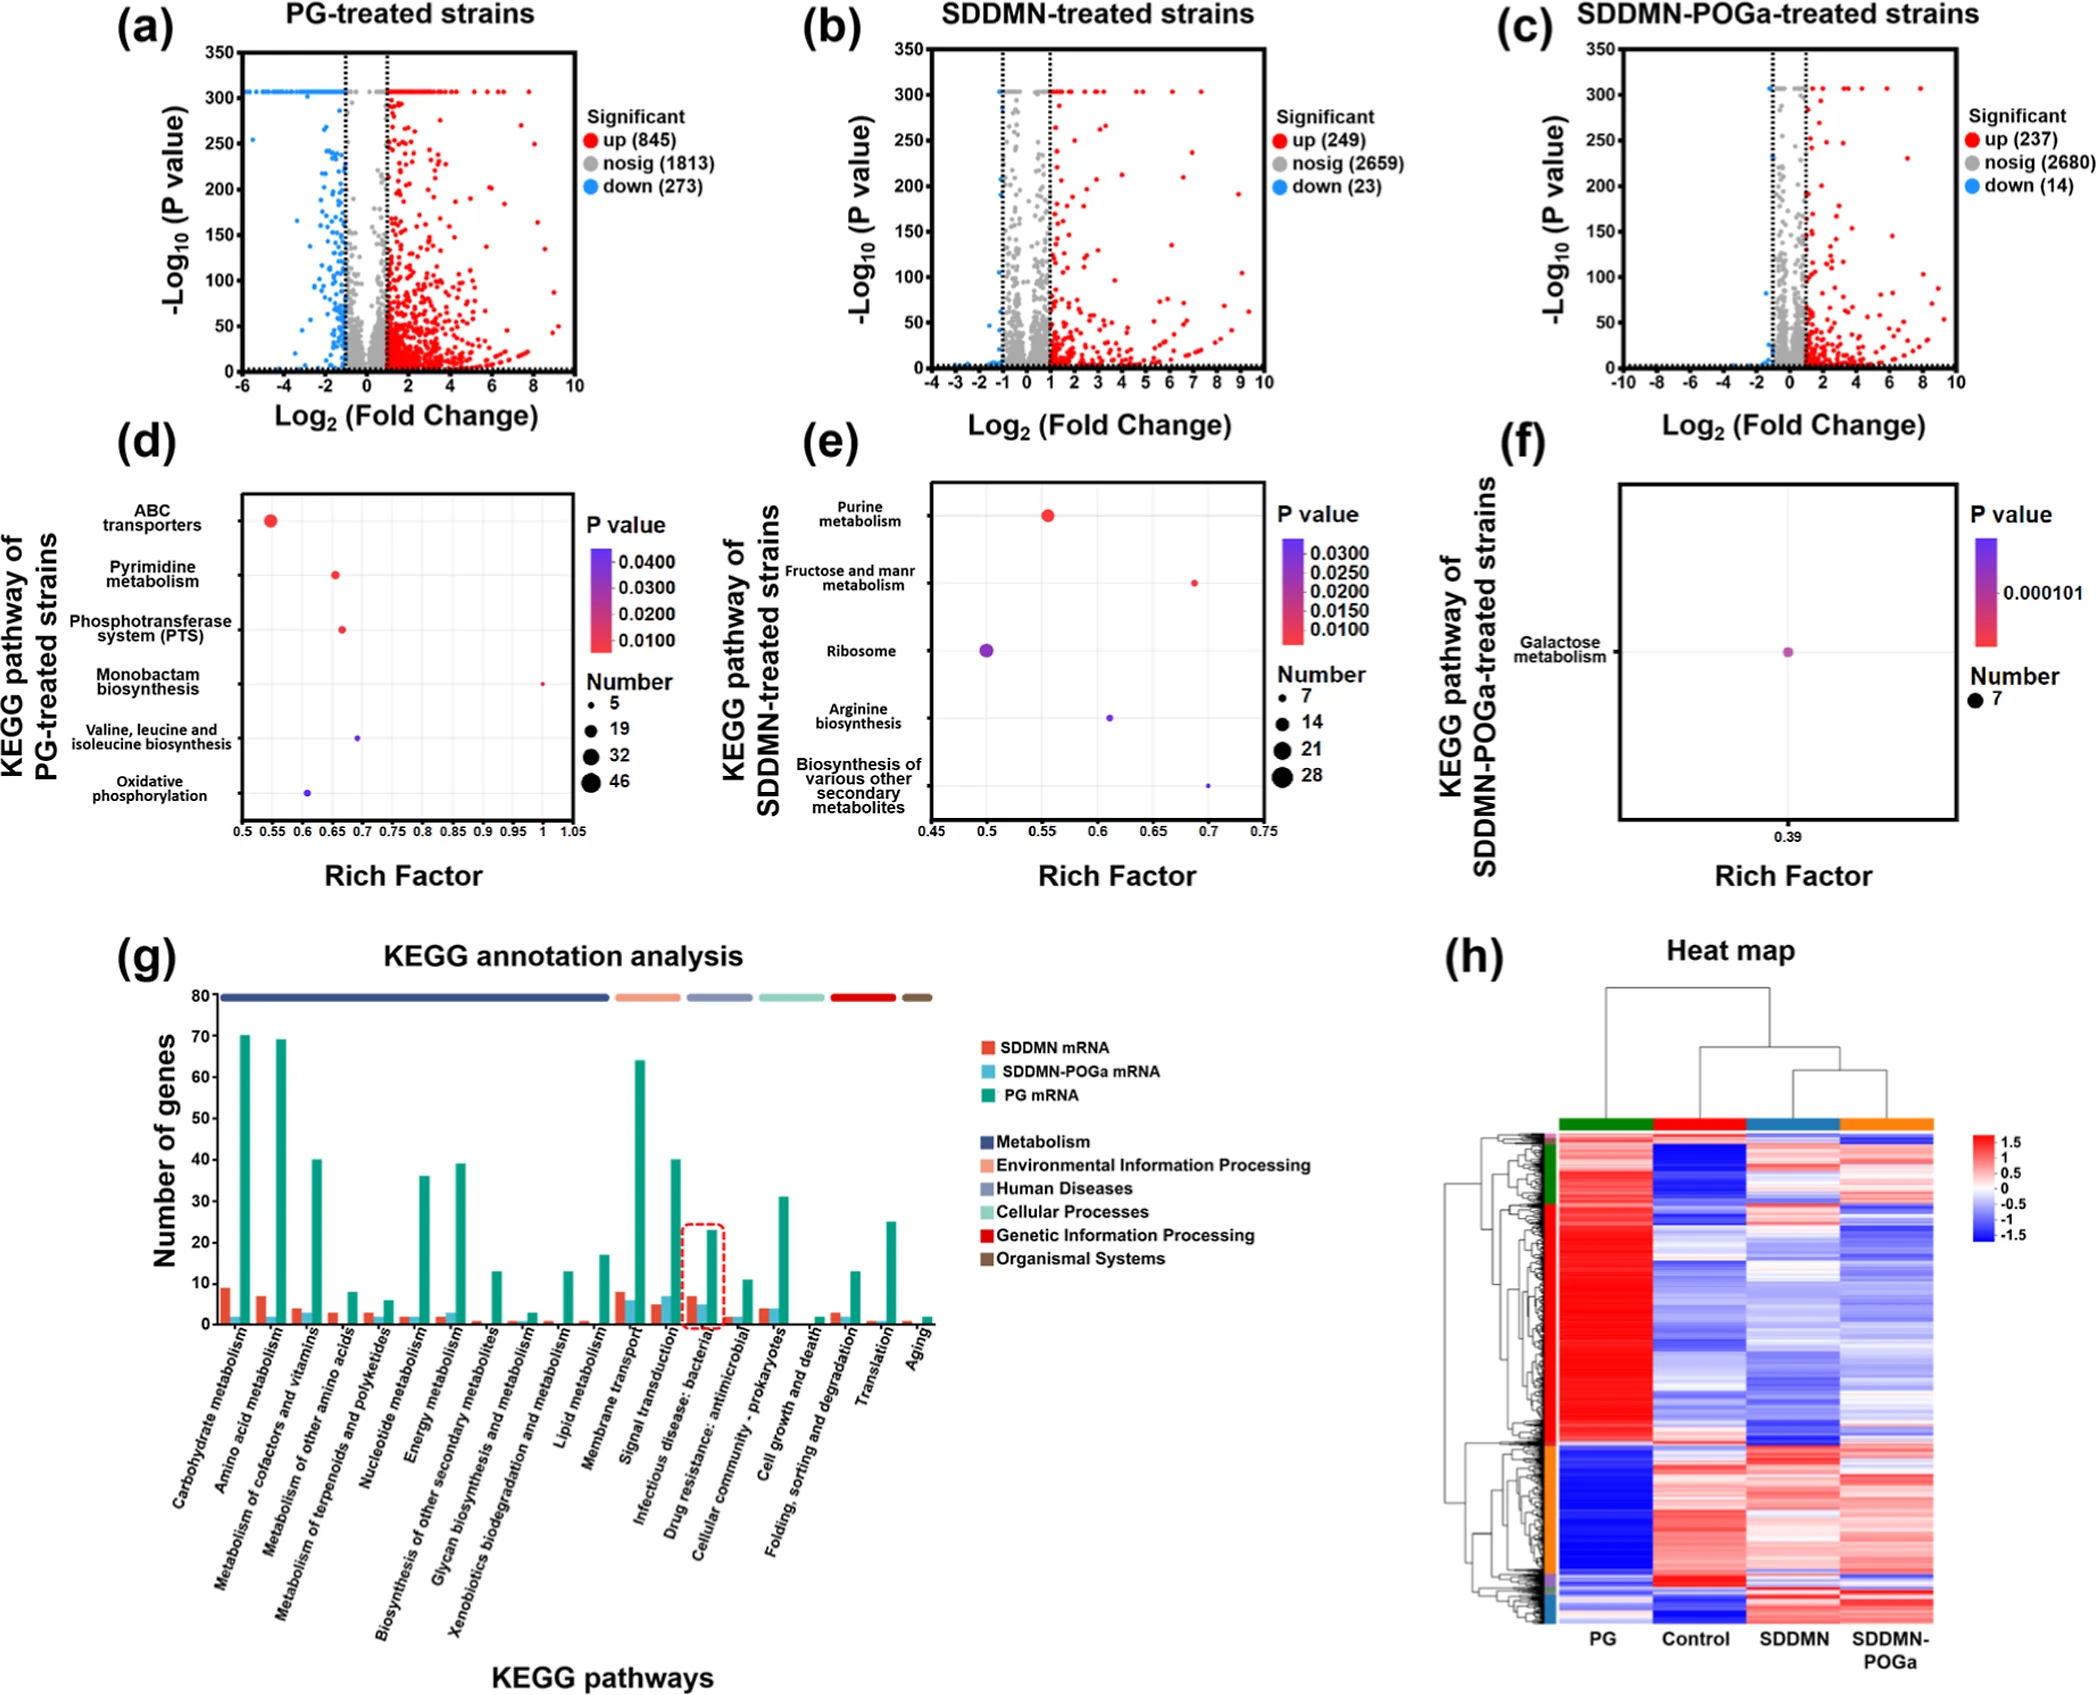 (a)
PG-treated strains
350
300
250
200
150
100
50
0
-6
-4
-2
0
2
4
6
8
10
-Log10 (P value)
Log2 (Fold Change)
Significant
up (845)
nosig (1813)
down (273)
(b)
SDDMN-treated strains
350
300
250
200
150
100
50
0
-4
-3
-2
-1
0
1
2
3
4
5
6
7
8
9
10
-Log10 (P value)
Log2 (Fold Change)
Significant
up (249)
nosig (2659)
down (23)
(c)
SDDMN-POGa-treated strains
350
300
250
200
150
100
50
0
-10
-8
-6
-4
-2
0
2
4
6
8
10
-Log10 (P value)
Log2 (Fold Change)
Significant
up (237)
nosig (2680)
down (14)
(d)
KEGG pathway of
PG-treated strains
ABC
transporters
Pyrimidine
metabolism
Phosphotransferase
system (PTS)
Monobactam
biosynthesis
Valine, leucine and
isoleucine biosynthesis
Oxidative
phosphorylation
0.5
0.55
0.6
0.65
0.7
0.75
0.8
0.85
0.9
0.95
1
1.05
Rich Factor
P value
0.0400
0.0300
0.0200
0.0100
Number
5
19
32
46
(e)
KEGG pathway of
SDDMN-treated strains
Purine
metabolism
Fructose and manr
metabolism
Ribosome
Arginine
biosynthesis
Biosynthesis of
various other
secondary
metabolites
0.45
0.5
0.55
0.6
0.65
0.7
0.75
Rich Factor
P value
0.0300
0.0250
0.0200
0.0150
0.0100
Number
7
14
21
28
(f)
KEGG pathway of
SDDMN-POGa-treated strains
Galactose
metabolism
0.39
Rich Factor
P value
0.000101
Number
7
(g)
KEGG annotation analysis
Number of genes
80
70
60
50
40
30
20
10
0
Carbohydrate metabolism
Amino acid metabolism
Metabolism of cofactors and vitamins
Metabolism of other amino acids
Metabolism of terpenoids and polyketides
Nucleotide metabolism
Energy metabolism
Biosynthesis of other secondary metabolites
Glycan biosynthesis and metabolism
Xenobiotics biodegradation and metabolism
Lipid metabolism
Membrane transport
Signal transduction
Infectious disease: bacterial
Drug resistance: antimicrobial
Cellular community - prokaryotes
Cell growth and death
Folding, sorting and degradation
Translation
Aging
KEGG pathways
SDDMN mRNA
SDDMN-POGa mRNA
PG mRNA
Metabolism
Environmental Information Processing
Human Diseases
Cellular Processes
Genetic Information Processing
Organismal Systems
(h)
Heat map
1.5
1
0.5
0
-0.5
-1
-1.5
PG
Control
SDDMN
SDDMN-
POGa